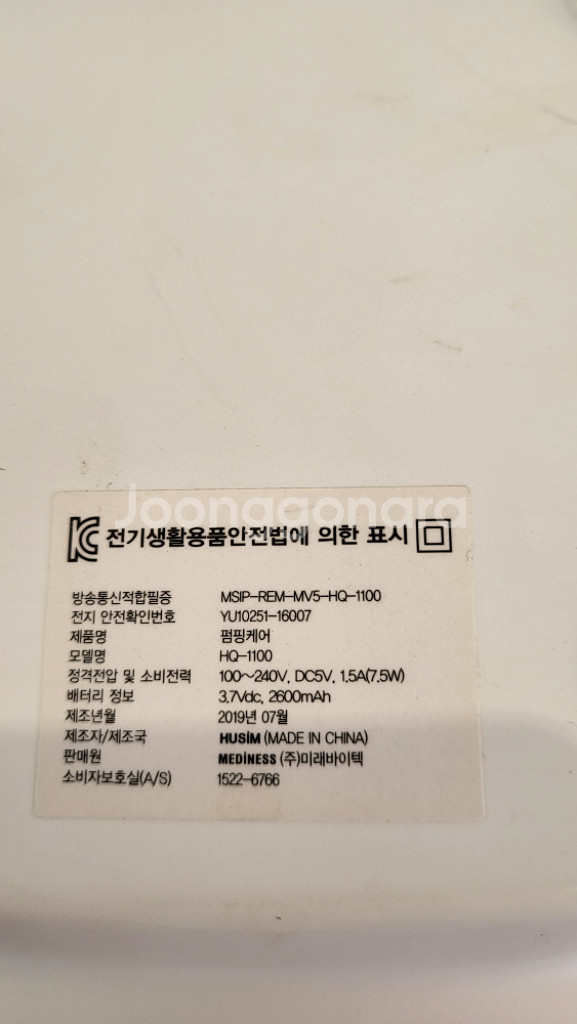 Joonggonara
KC 전기생활용품안전법에 의한 표시
방송통신적합필증 MSIP-REM-MV5-HQ-1100
전지 안전확인번호 YU10251-16007
제품명 펌핑케어
모델명 HQ-1100
정격전압 및 소비전력 100~240V, DC5V, 1.5A(7.5W)
배터리 정보 3.7Vdc, 2600mAh
제조년월 2019년 07월
제조자/제조국 HUSIM (MADE IN CHINA)
판매원 MEDINESS (주)미래바이텍
소비자보호실(A/S) 1522-6766